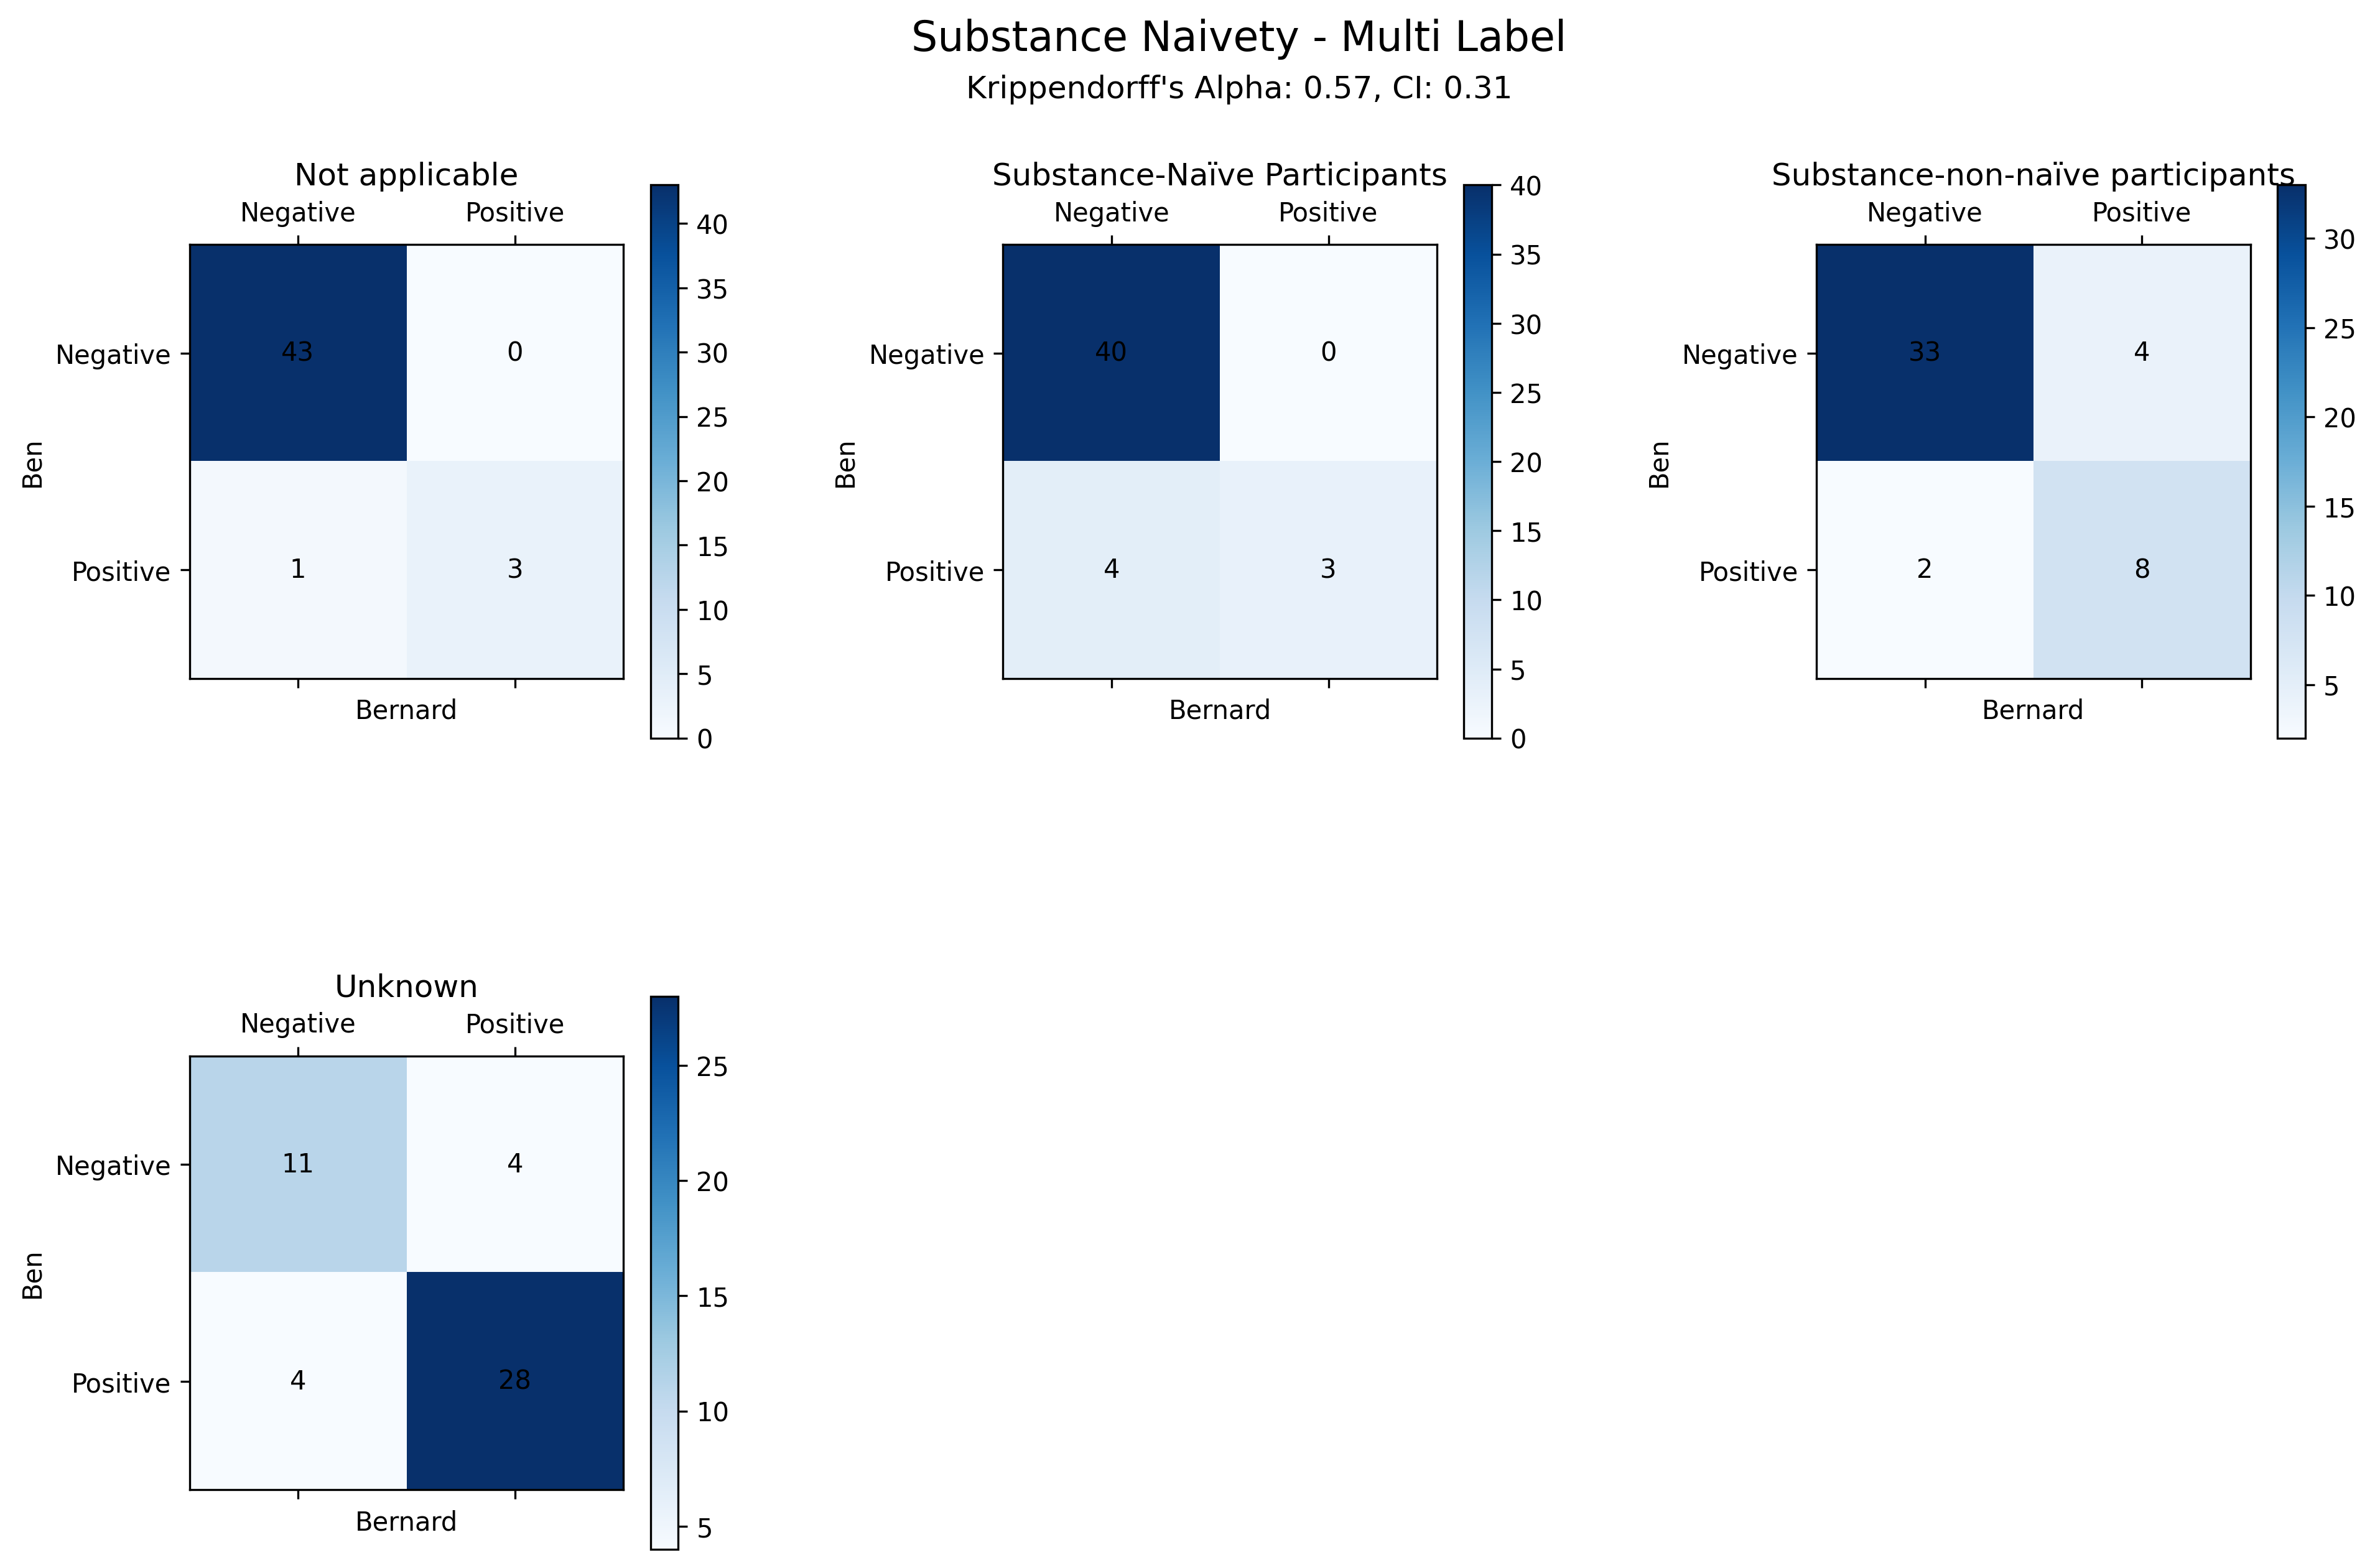 Substance Naivety - Multi Label
Krippendorff's Alpha: 0.57, CI: 0.31
Not applicable
Negative Positive
40
35
30
25
20
15
10
5
0
Negative 43 0
Ben
Positive 1 3
Bernard
Substance-Naïve Participants
Negative Positive
40
35
30
25
20
15
10
5
0
Negative 40 0
Ben
Positive 4 3
Bernard
Substance-non-naïve participants
Negative Positive
30
25
20
15
10
5
Negative 33 4
Ben
Positive 2 8
Bernard
Unknown
Negative Positive
25
20
15
10
5
Negative 11 4
Ben
Positive 4 28
Bernard